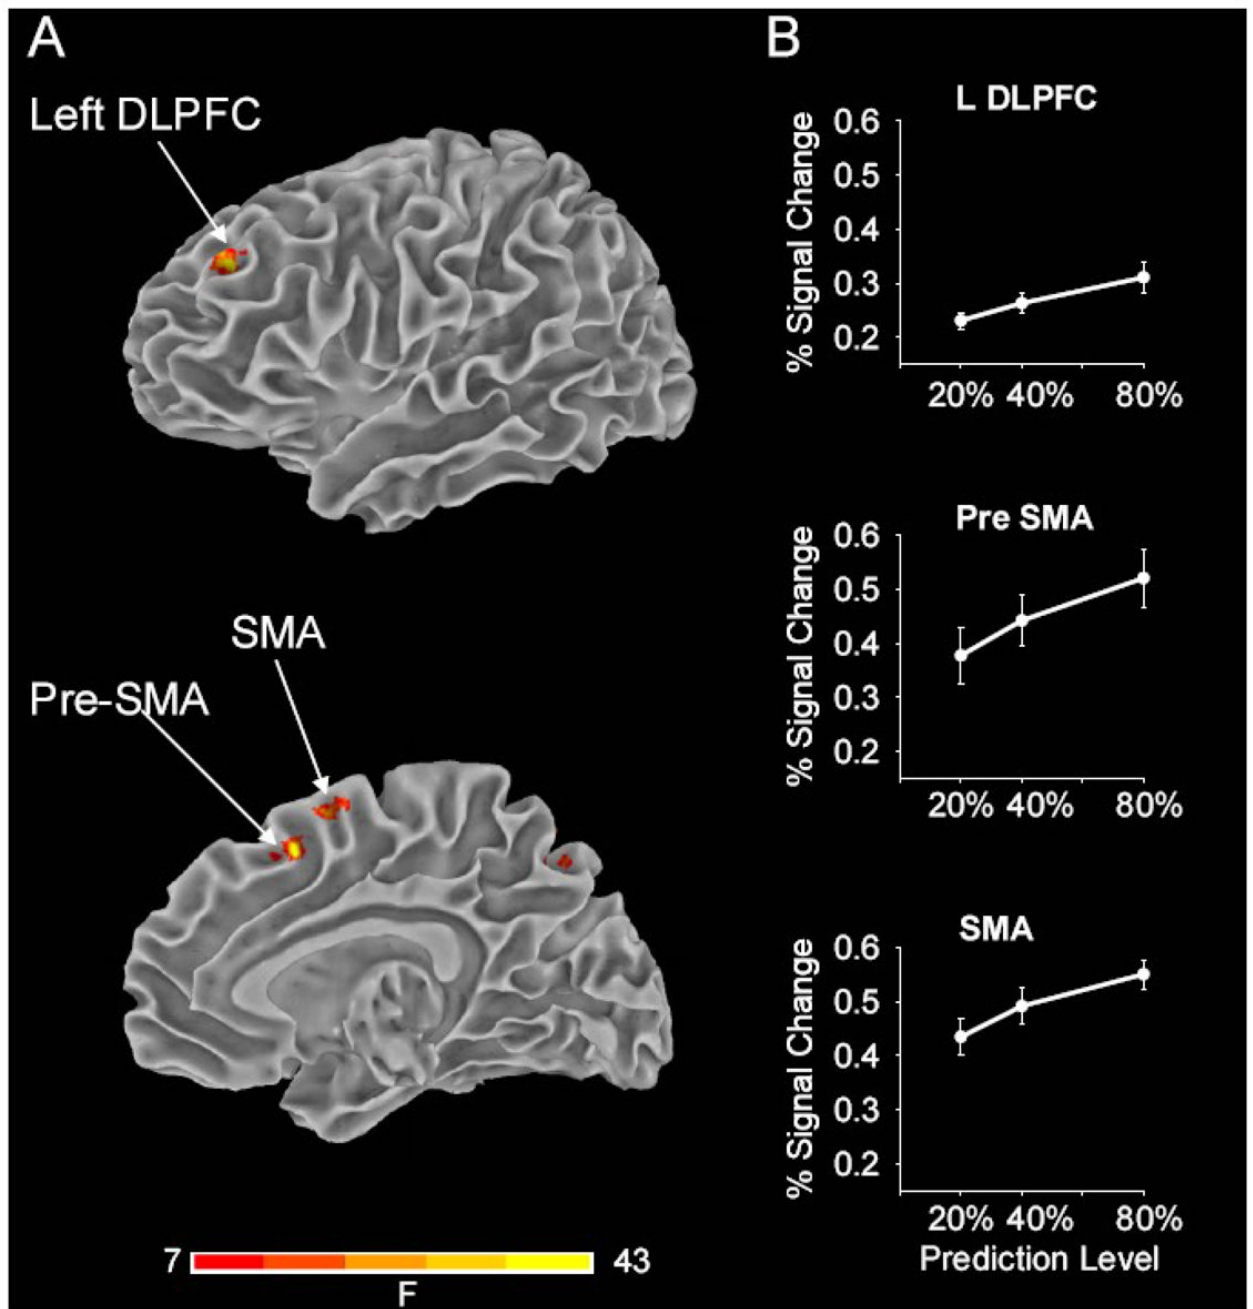 A
Left DLPFC
SMA
Pre-SMA
7
43
F
B
L DLPFC
% Signal Change
0.6
0.5
0.4
0.3
0.2
20% 40% 80%
Pre SMA
% Signal Change
0.6
0.5
0.4
0.3
0.2
20% 40% 80%
SMA
% Signal Change
0.6
0.5
0.4
0.3
0.2
20% 40% 80%
Prediction Level